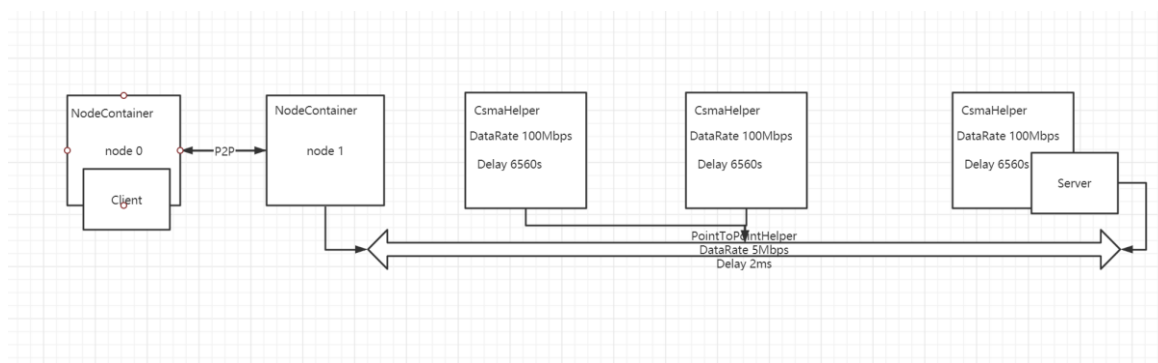 NodeContainer
node 0
Client
P2P
NodeContainer
node 1
CsmaHelper
DataRate 100Mbps
Delay 6560s
CsmaHelper
DataRate 100Mbps
Delay 6560s
CsmaHelper
DataRate 100Mbps
Delay 6560s
Server
PointToPointHelper
DataRate 5Mbps
Delay 2ms